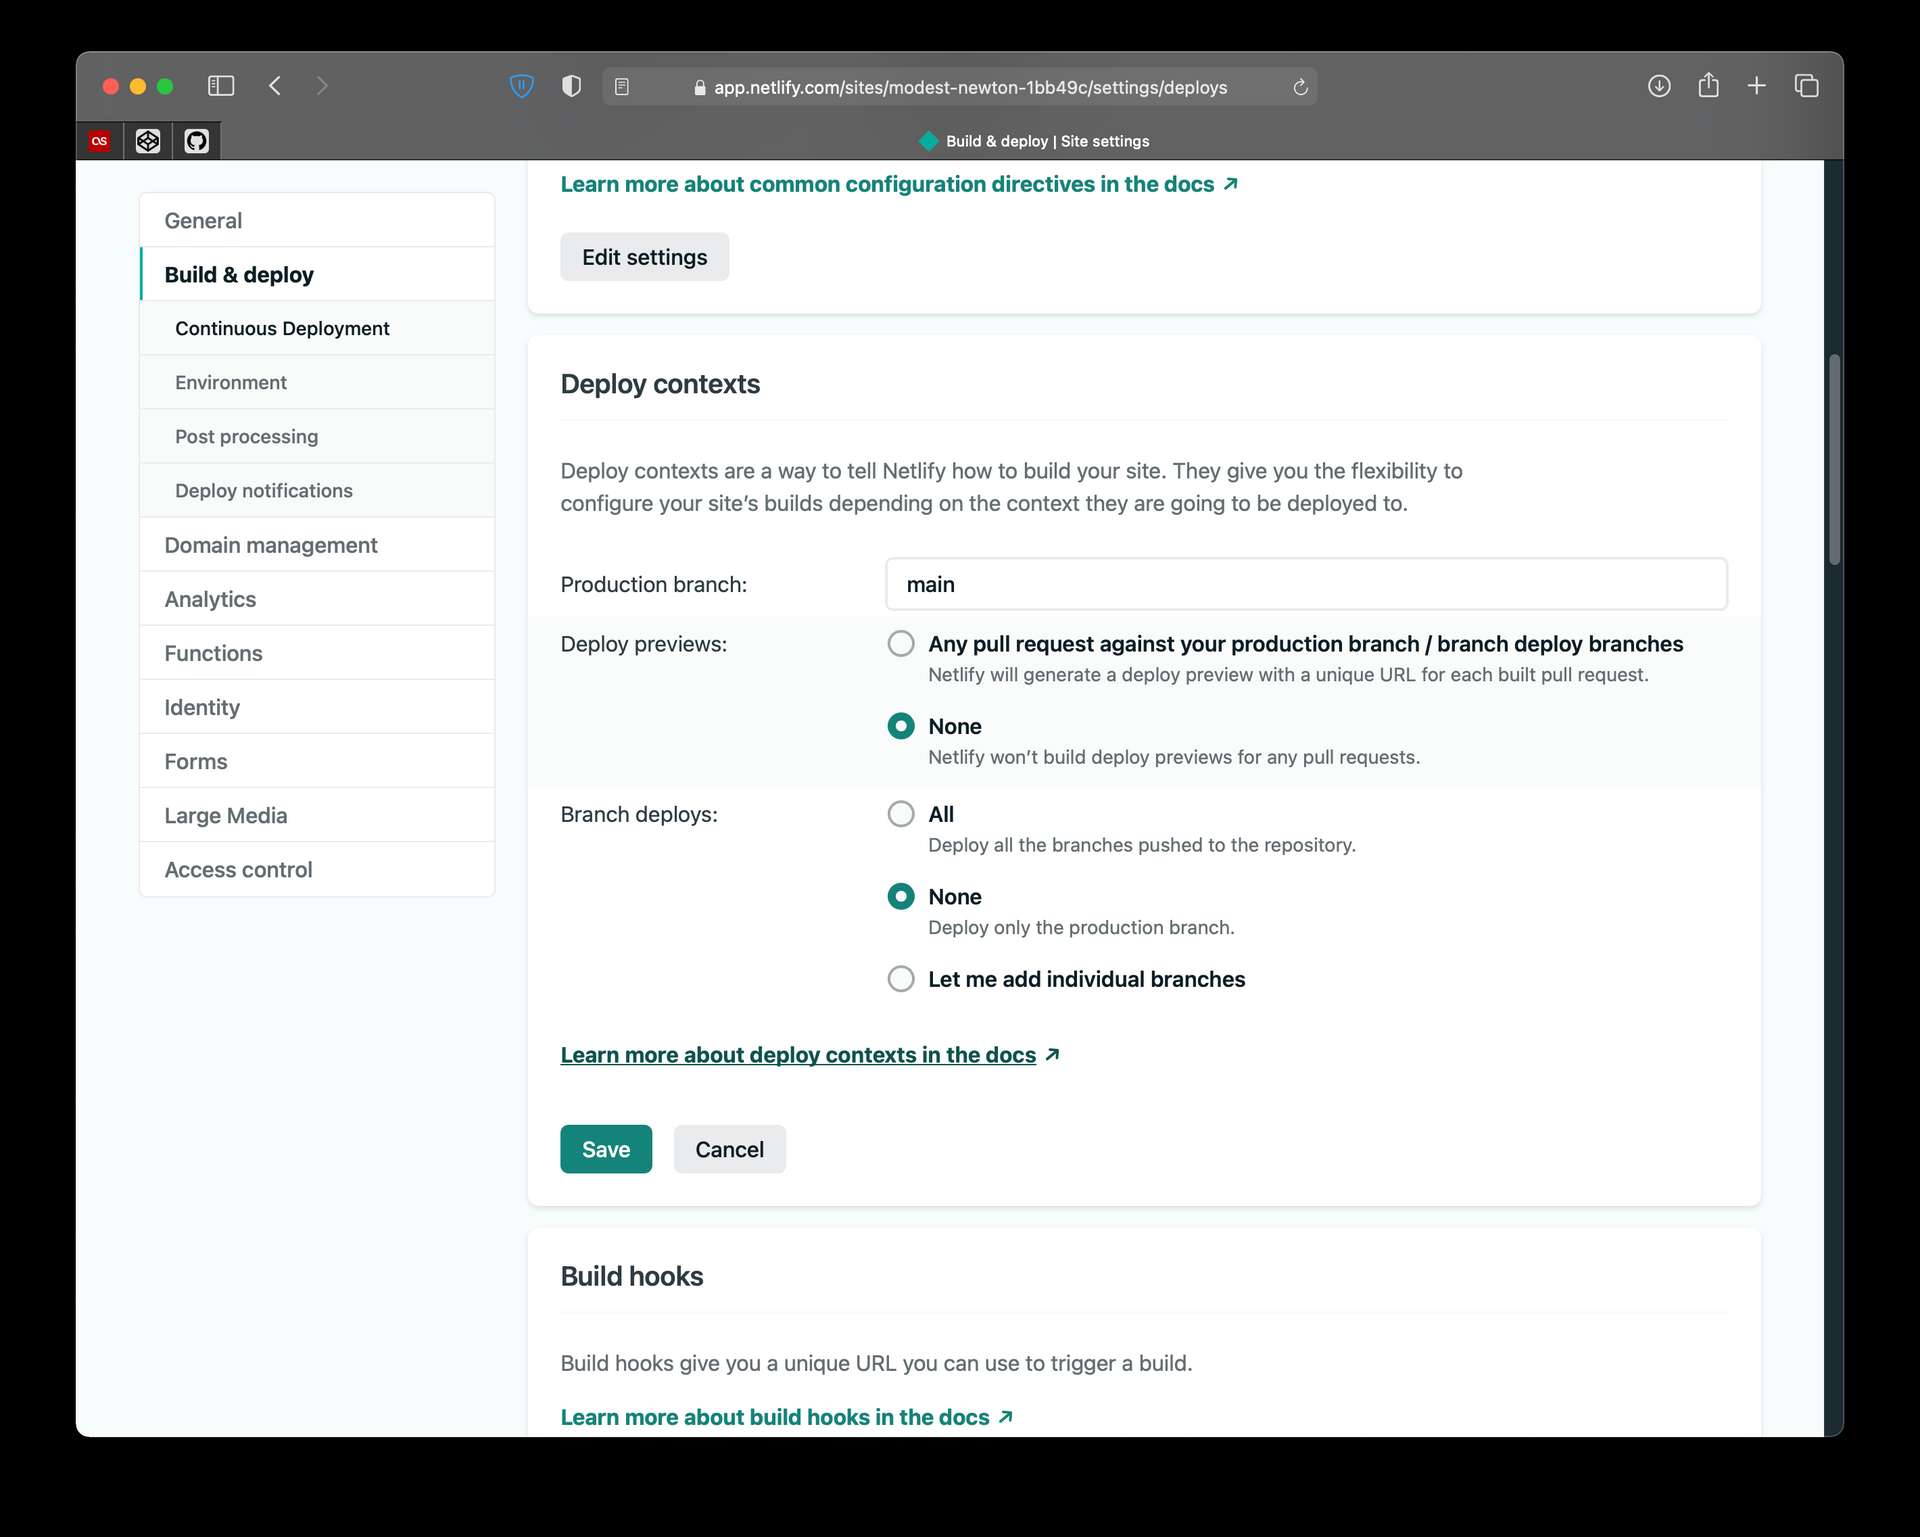 app.netlify.com/sites/modest-newton-1bb49c/settings/deploys
OS
Build & deploy | Site settings
General
Build & deploy
Continuous Deployment
Environment
Post processing
Deploy notifications
Domain management
Analytics
Functions
Identity
Forms
Large Media
Access control
Learn more about common configuration directives in the docs ↗
Edit settings
Deploy contexts
Deploy contexts are a way to tell Netlify how to build your site. They give you the flexibility to
configure your site’s builds depending on the context they are going to be deployed to.
Production branch: main
Deploy previews: Any pull request against your production branch / branch deploy branches
Netlify will generate a deploy preview with a unique URL for each built pull request.
None
Netlify won’t build deploy previews for any pull requests.
Branch deploys: All
Deploy all the branches pushed to the repository.
None
Deploy only the production branch.
Let me add individual branches
Learn more about deploy contexts in the docs ↗
Save Cancel
Build hooks
Build hooks give you a unique URL you can use to trigger a build.
Learn more about build hooks in the docs ↗